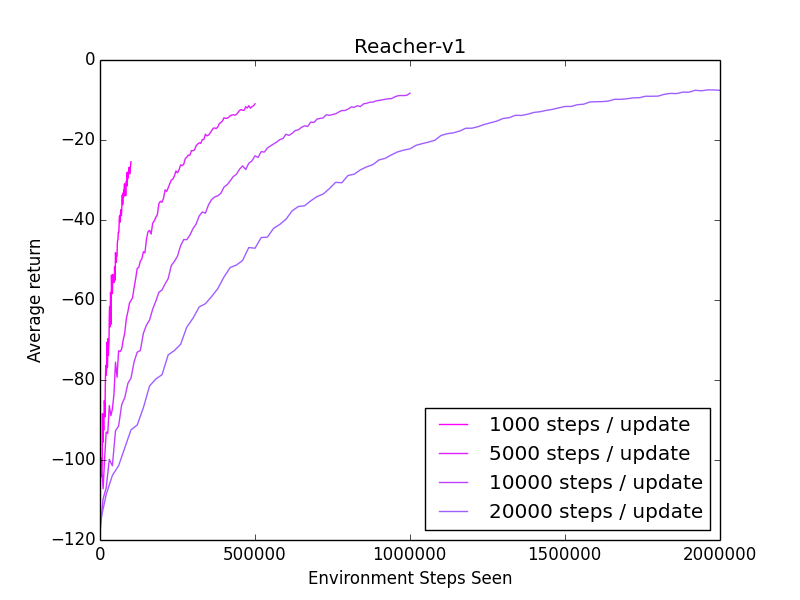 Reacher-v1
0
−20
−40
−60
−80
−100
−120
Average return
0
500000
1000000
1500000
2000000
Environment Steps Seen
1000 steps / update
5000 steps / update
10000 steps / update
20000 steps / update